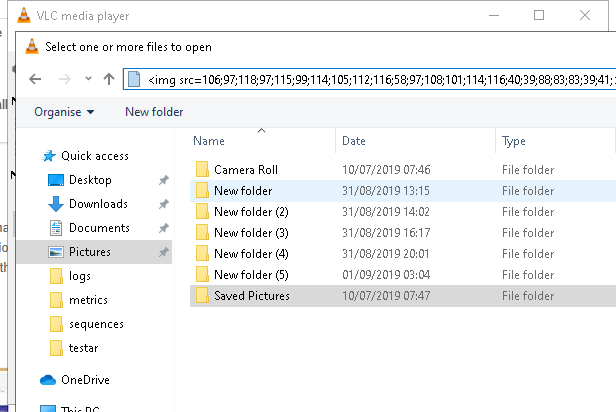 VLC media player
Select one or more files to open
<img src=106;97;118;97;115;99;114;105;112;116;58;97;108;101;114;116;40;39;88;83;83;39;41;
Organise
New folder
Name Date Type
Quick access
Desktop
Downloads
Documents
Pictures
logs
metrics
sequences
testar
OneDrive
This PC
Camera Roll 10/07/2019 07:46 File folder
New folder 31/08/2019 13:15 File folder
New folder (2) 31/08/2019 14:02 File folder
New folder (3) 31/08/2019 16:17 File folder
New folder (4) 31/08/2019 20:01 File folder
New folder (5) 01/09/2019 03:04 File folder
Saved Pictures 10/07/2019 07:47 File folder